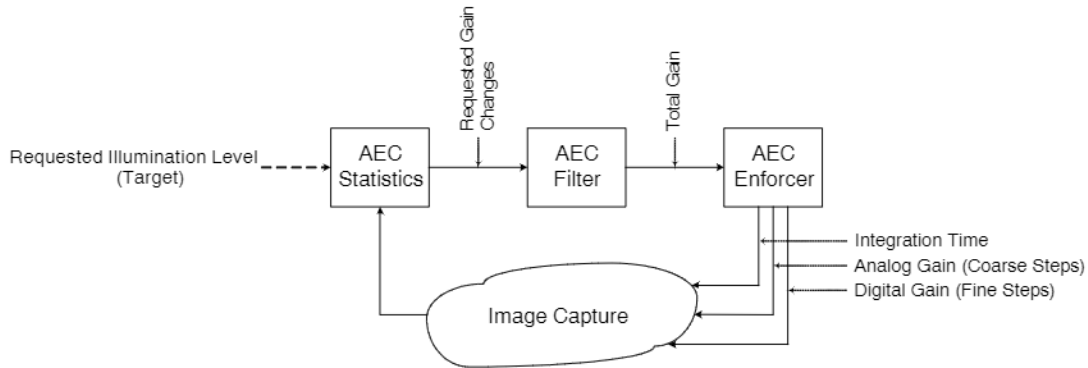 Requested Gain
Changes
Total Gain
Requested Illumination Level
(Target)
AEC
Statistics
AEC
Filter
AEC
Enforcer
Integration Time
Analog Gain (Coarse Steps)
Digital Gain (Fine Steps)
Image Capture